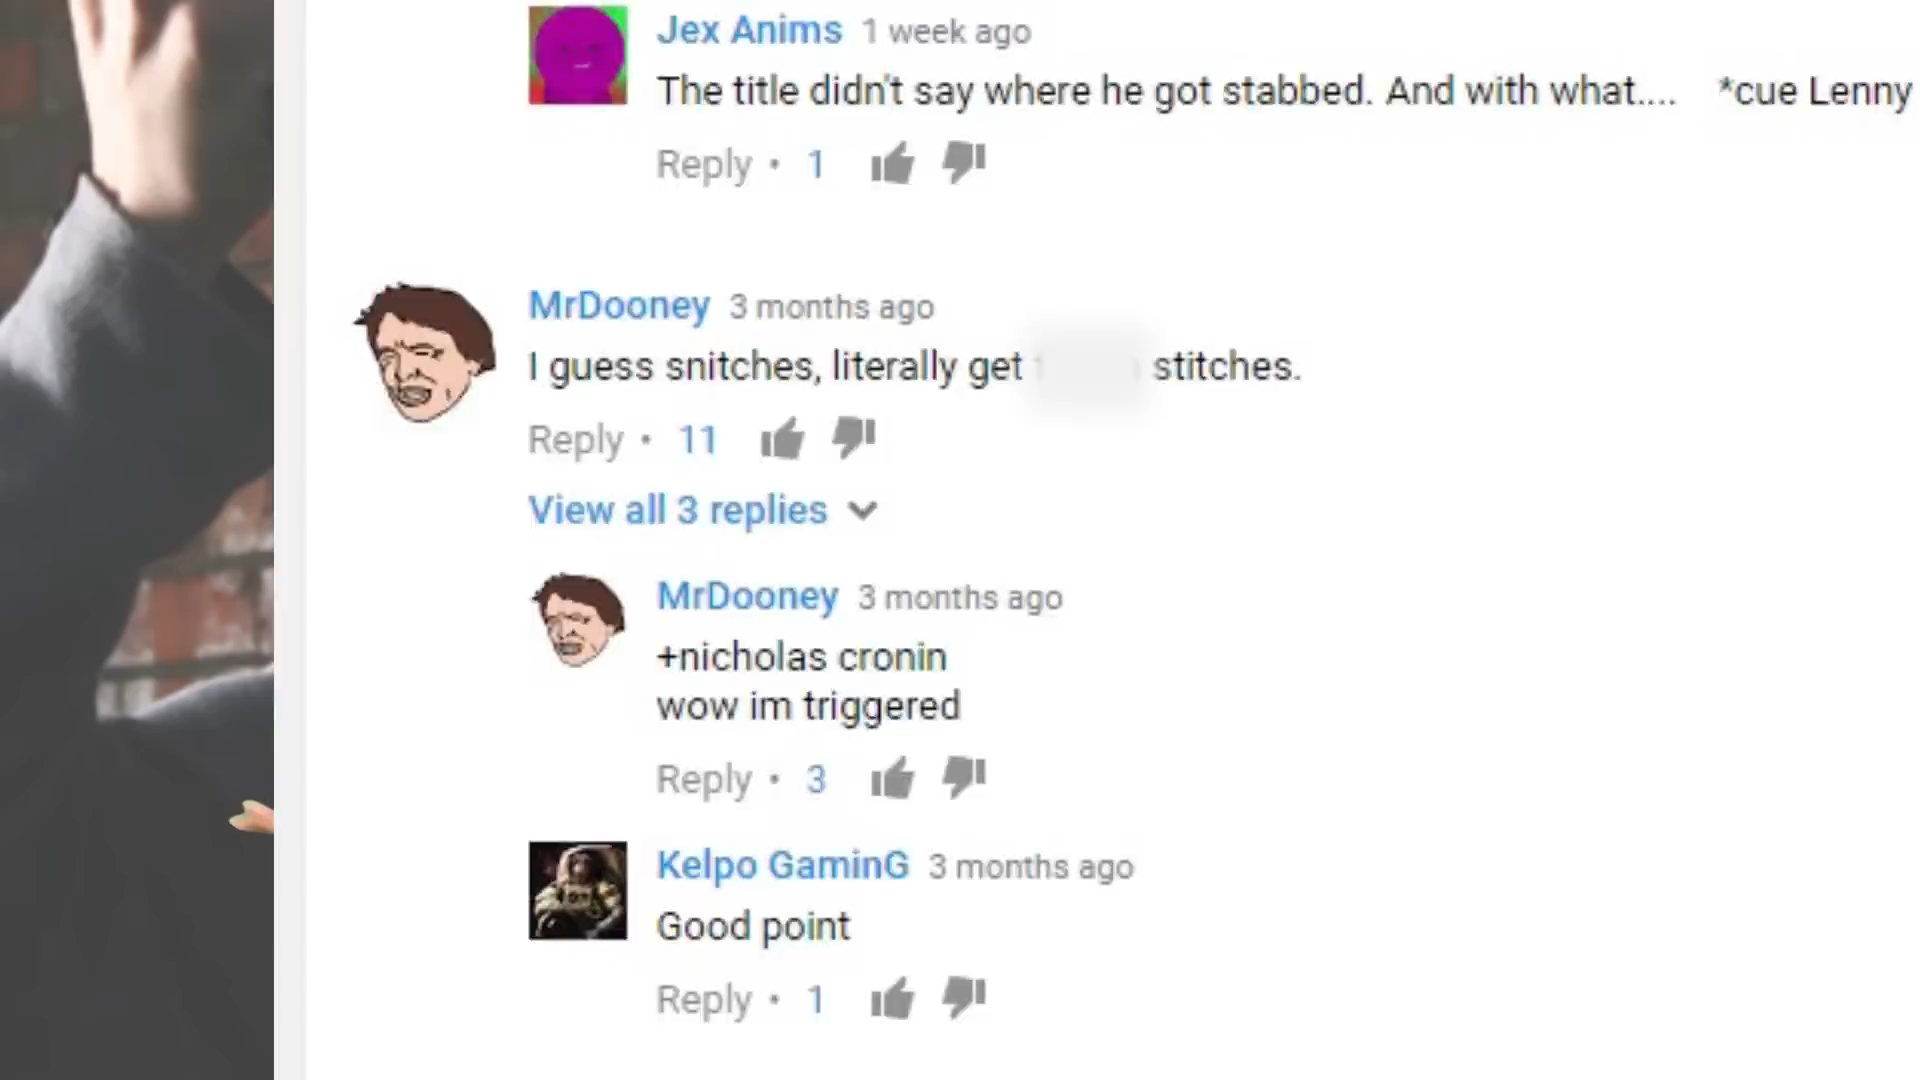 Jex Anims 1 week ago
The title didn't say where he got stabbed. And with what.... *cue Lenny
Reply • 1
MrDooney 3 months ago
I guess snitches, literally get stitches.
Reply • 11
View all 3 replies
MrDooney 3 months ago
+nicholas cronin
wow im triggered
Reply • 3
Kelpo GaminG 3 months ago
Good point
Reply • 1